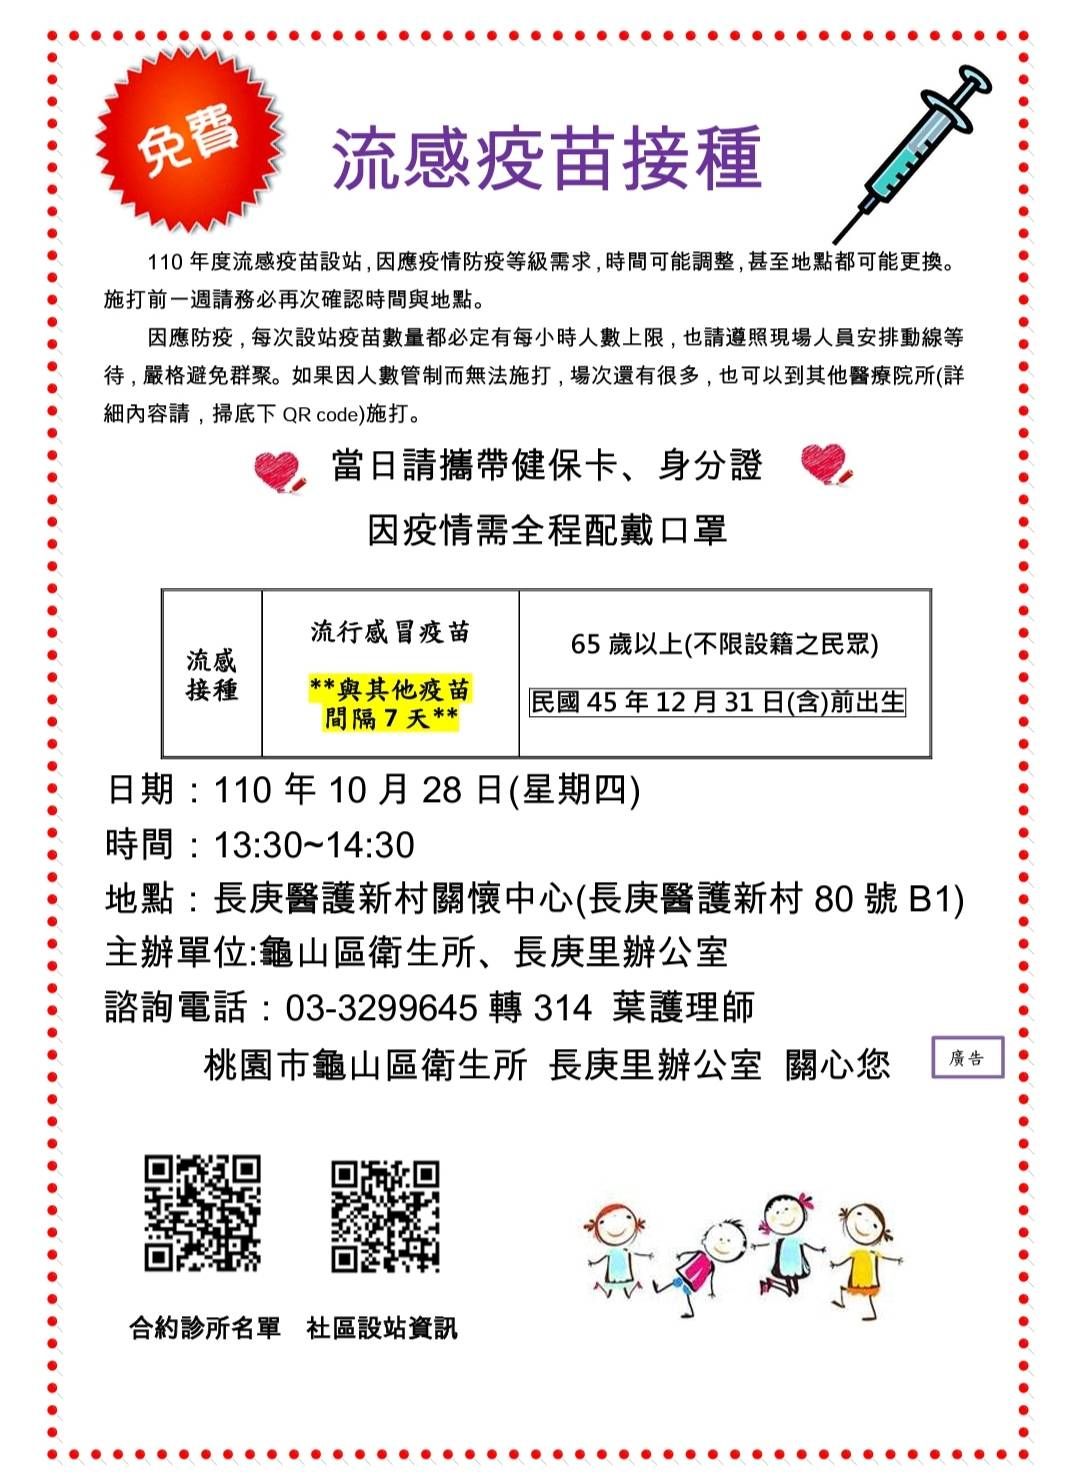 免費
流感疫苗接種
110 年度流感疫苗設站,因應疫情防疫等級需求,時間可能調整,甚至地點都可能更換。
施打前一週請務必再次確認時間與地點。
因應防疫,每次設站疫苗數量都必定有每小時人數上限,也請遵照現場人員安排動線等
待,嚴格避免群聚。如果因人數管制而無法施打,場次還有很多,也可以到其他醫療院所(詳
細內容請,掃底下 QR code)施打。
當日請攜帶健保卡、身分證
因疫情需全程配戴口罩
流感
接種
流行感冒疫苗
**與其他疫苗
間隔 7 天**
65 歲以上(不限設籍之民眾)
民國 45 年 12 月 31 日(含)前出生
日期：110 年 10 月 28 日(星期四)
時間：13:30~14:30
地點：長庚醫護新村關懷中心(長庚醫護新村 80 號 B1)
主辦單位:龜山區衛生所、長庚里辦公室
諮詢電話：03-3299645 轉 314 葉護理師
桃園市龜山區衛生所 長庚里辦公室 關心您
廣告
合約診所名單 社區設站資訊